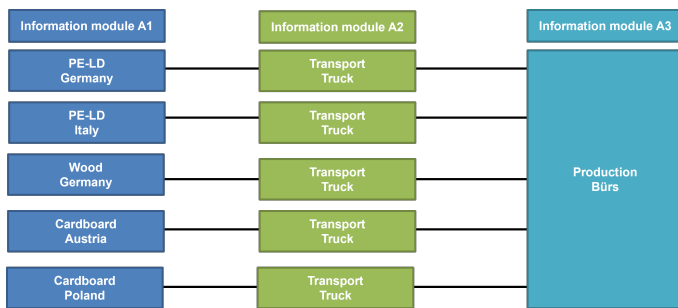 Information module A1
Information module A2
Information module A3
PE-LD
Germany
Transport
Truck
PE-LD
Italy
Transport
Truck
Wood
Germany
Transport
Truck
Production
Bürs
Cardboard
Austria
Transport
Truck
Cardboard
Poland
Transport
Truck